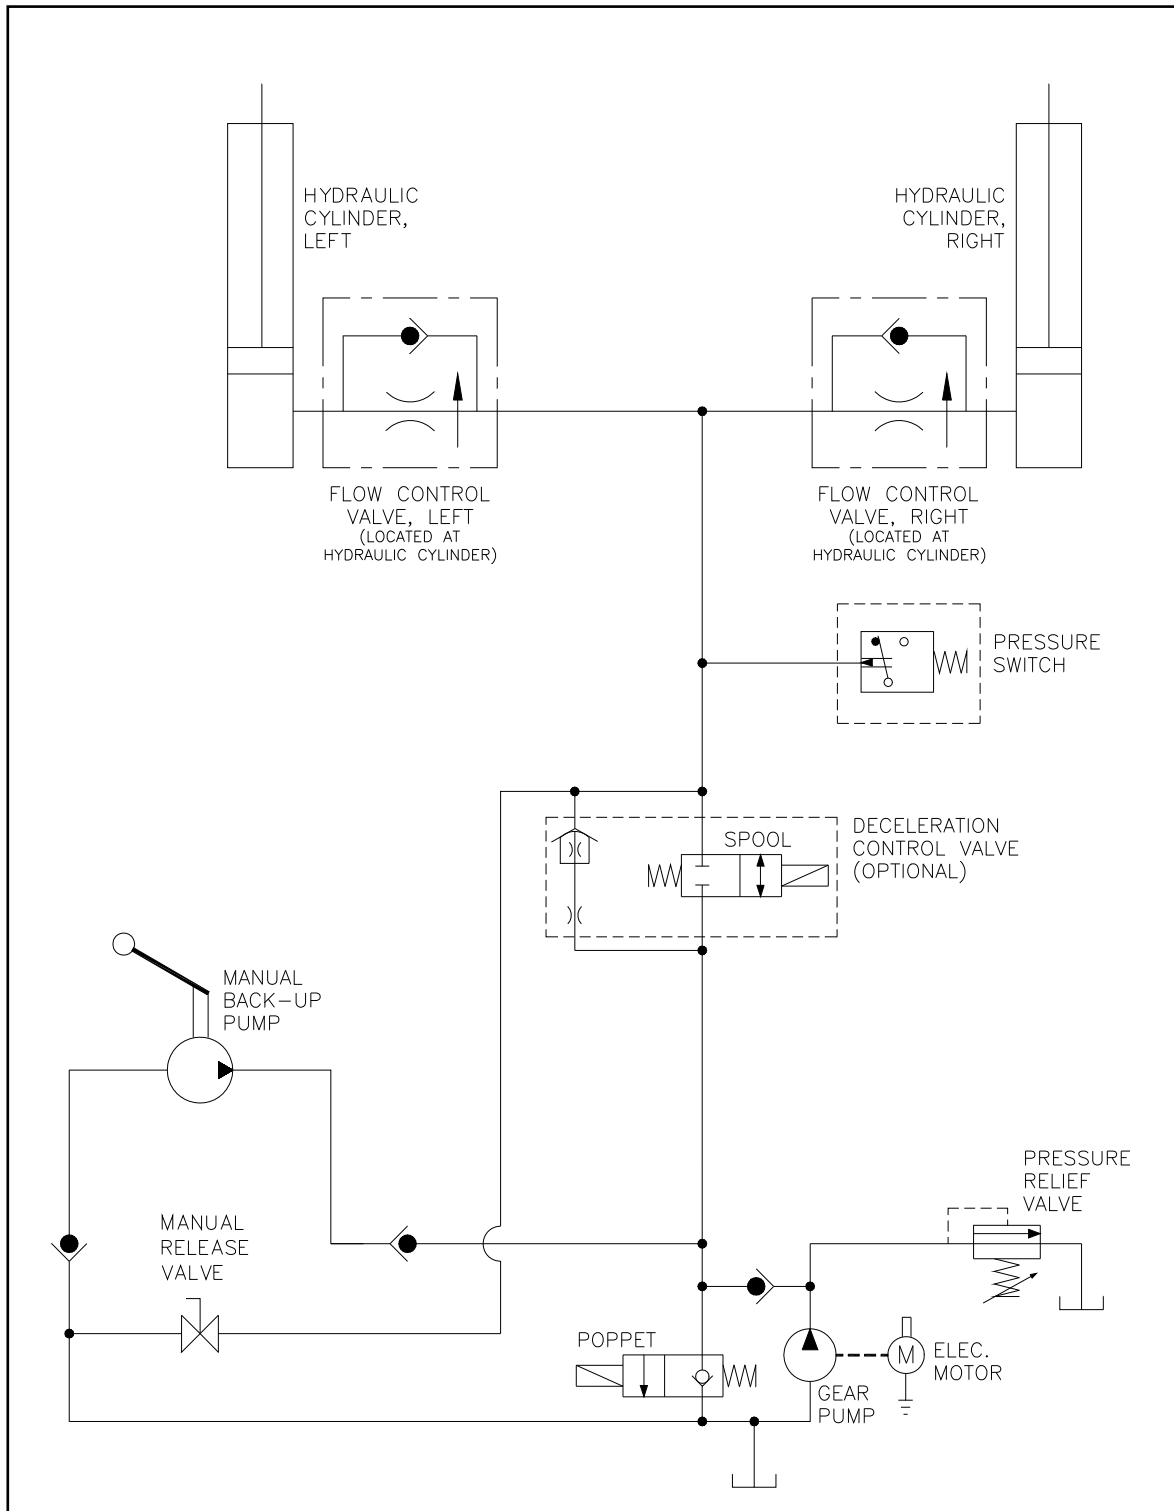 HYDRAULIC
CYLINDER,
LEFT
HYDRAULIC
CYLINDER,
RIGHT
FLOW CONTROL
VALVE, LEFT
(LOCATED AT
HYDRAULIC CYLINDER)
FLOW CONTROL
VALVE, RIGHT
(LOCATED AT
HYDRAULIC CYLINDER)
PRESSURE
SWITCH
SPOOL
DECELERATION
CONTROL VALVE
(OPTIONAL)
MANUAL
BACK-UP
PUMP
PRESSURE
RELIEF
VALVE
MANUAL
RELEASE
VALVE
POPPET
M
ELEC.
MOTOR
GEAR
PUMP